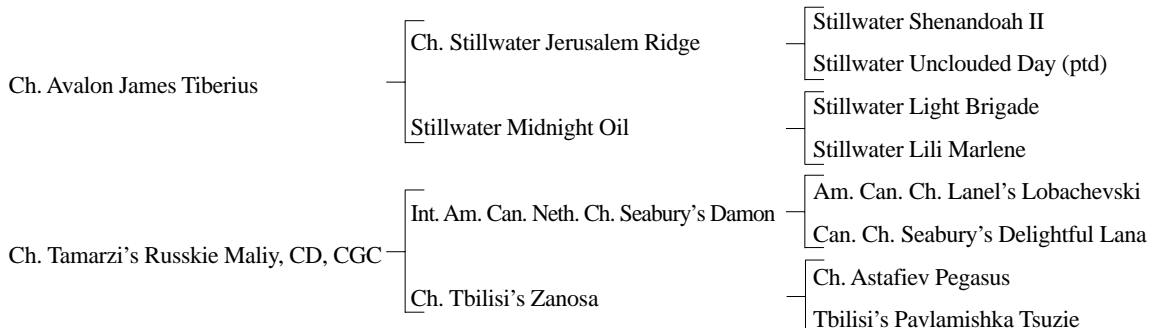 Stillwater Shenandoah II
Ch. Stillwater Jerusalem Ridge
Stillwater Unclouded Day (ptd)
Ch. Avalon James Tiberius
Stillwater Light Brigade
Stillwater Midnight Oil
Stillwater Lili Marlene
Am. Can. Ch. Lanel’s Lobachevski
Int. Am. Can. Neth. Ch. Seabury’s Damon
Can. Ch. Seabury’s Delightful Lana
Ch. Tamarzi’s Russkie Maliy, CD, CGC
Ch. Astafiev Pegasus
Ch. Tbilisi’s Zanosa
Tbilisi’s Pavlamishka Tsuzie